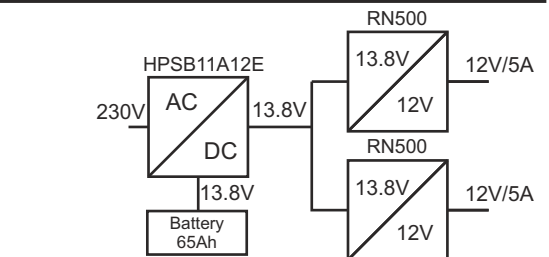 RN500
HPSB11A12E
13.8V
12V/5A
230V
AC
13.8V
12V
DC
RN500
13.8V
13.8V
12V/5A
Battery
65Ah
12V